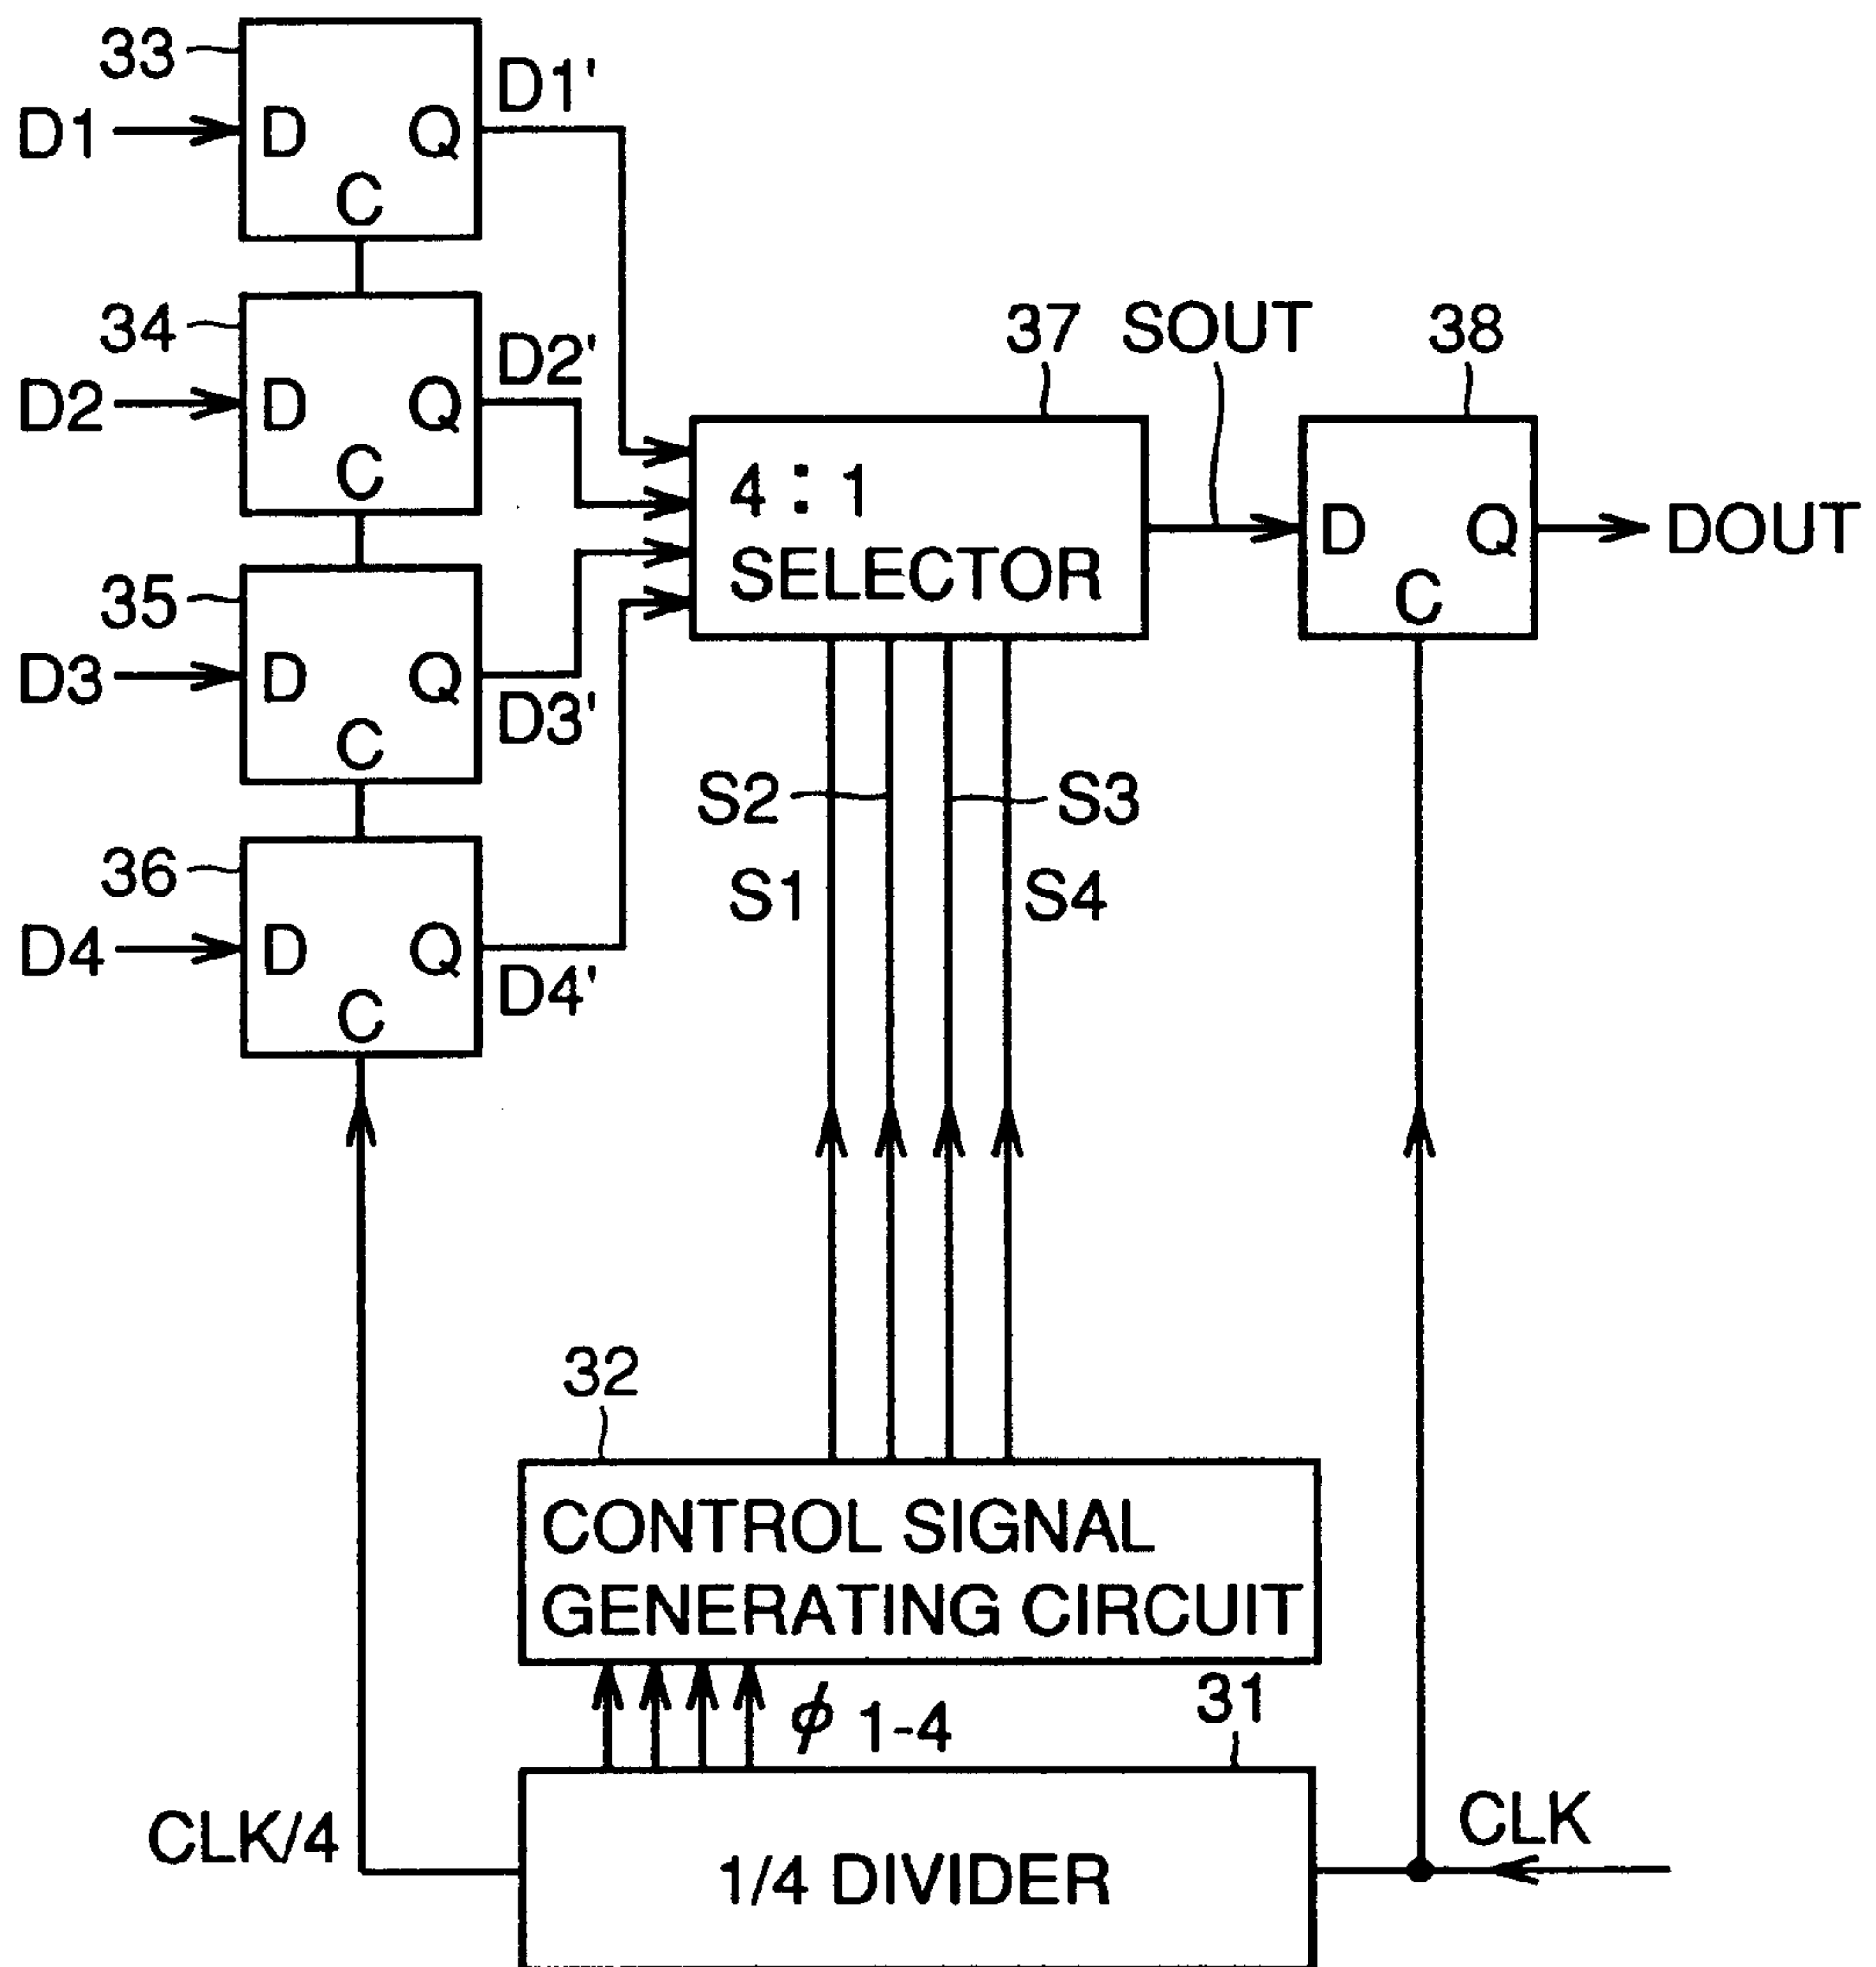 33
D1
D Q
C
D1'
34
D2
D Q
C
D2'
35
D3
D Q
C
D3'
36
D4
D Q
C
D4'
37
4 : 1
SELECTOR
SOUT
38
D Q
C
DOUT
S2
S3
S1
S4
32
CONTROL SIGNAL
GENERATING CIRCUIT
ϕ 1-4
31
CLK/4
1/4 DIVIDER
CLK